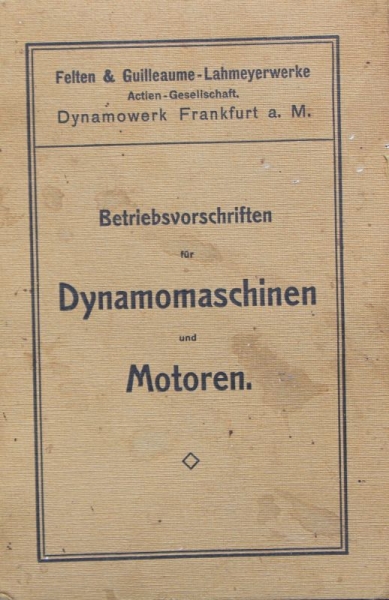 Felten & Guilleaume-Lahmeyerwerke
Actien-Gesellschaft.
Dynamowerk Frankfurt a. M.
Betriebsvorschriften
für
Dynamomaschinen
und
Motoren.